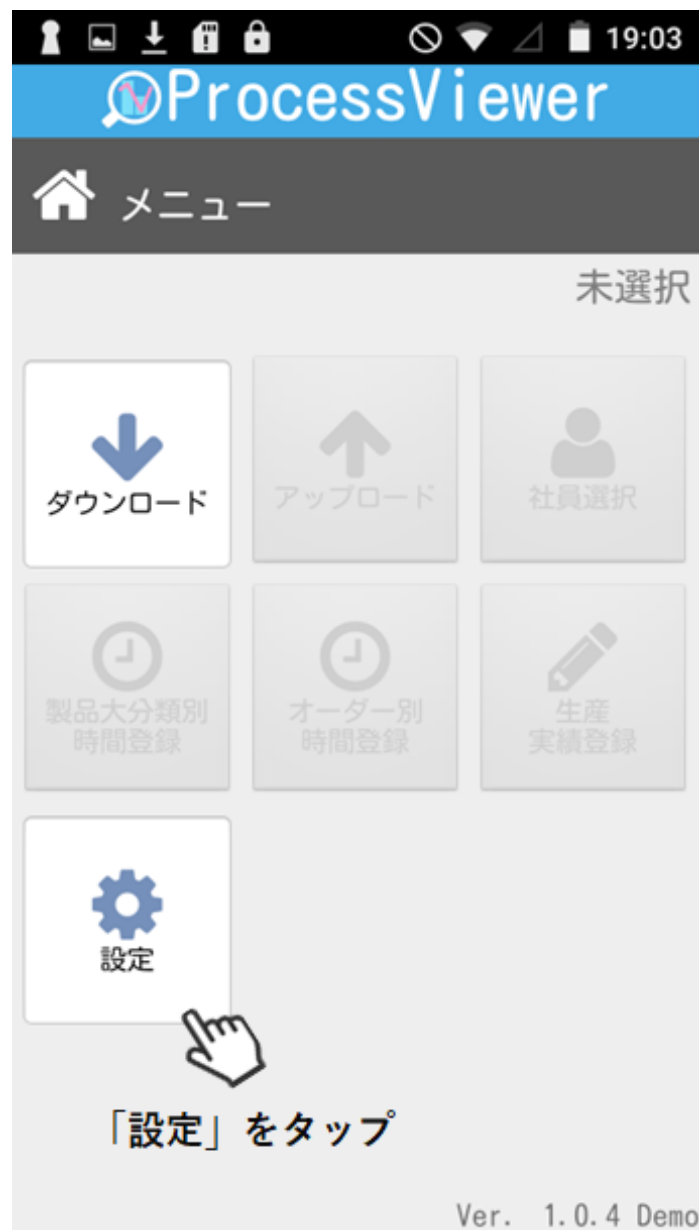 19:03
ProcessViewer
メニュー
未選択
ダウンロード
アップロード
社員選択
製品大分類別
時間登録
オーダー別
時間登録
生産
実績登録
設定
「設定」をタップ
Ver. 1.0.4 Demo